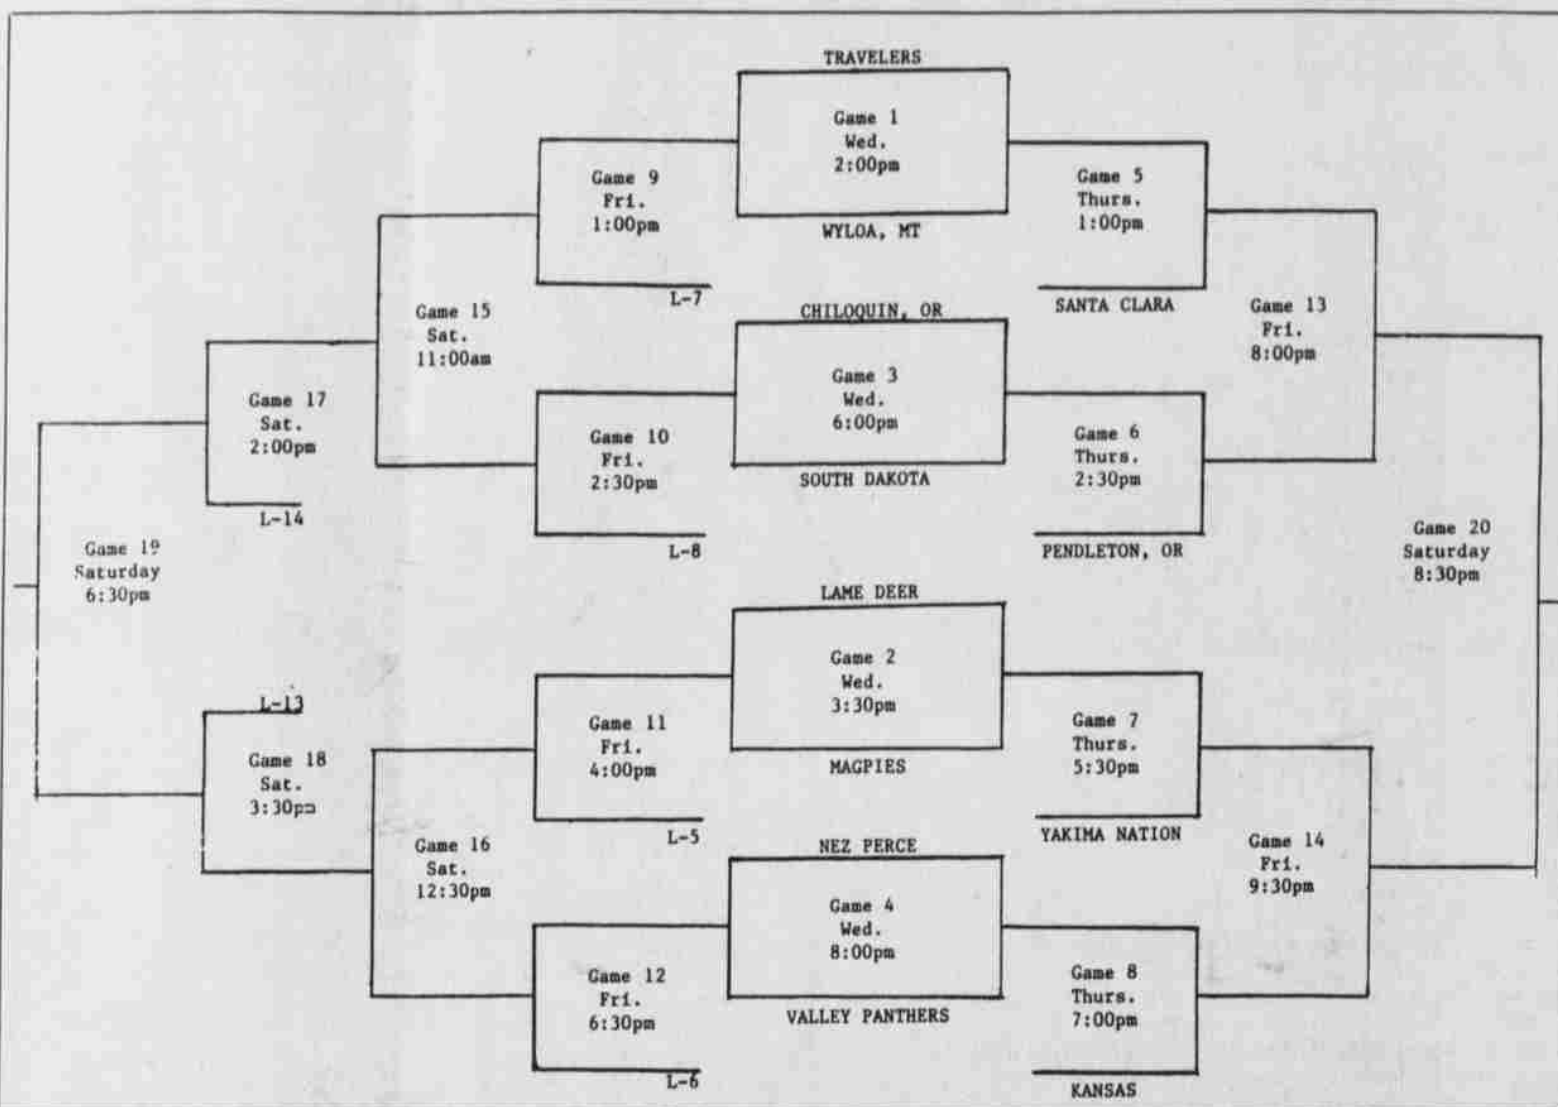 TRAVELERS
Game 1
Wed.
2:00pm
WYLOA, MT
Game 9
Fri.
1:00pm
L-7
Game 5
Thurs.
1:00pm
SANTA CLARA
Game 15
Sat.
11:00am
CHILOQUIN, OR
Game 3
Wed.
6:00pm
SOUTH DAKOTA
Game 13
Fri.
8:00pm
Game 17
Sat.
2:00pm
L-14
Game 10
Fri.
2:30pm
L-8
Game 6
Thurs.
2:30pm
PENDLETON, OR
Game 19
Saturday
6:30pm
Game 20
Saturday
8:30pm
LAME DEER
Game 2
Wed.
3:30pm
MAGPIES
L-13
Game 18
Sat.
3:30pm
Game 11
Fri.
4:00pm
L-5
Game 7
Thurs.
5:30pm
YAKIMA NATION
Game 16
Sat.
12:30pm
NEZ PERCE
Game 4
Wed.
8:00pm
VALLEY PANTHERS
Game 14
Fri.
9:30pm
Game 12
Fri.
6:30pm
L-6
Game 8
Thurs.
7:00pm
KANSAS